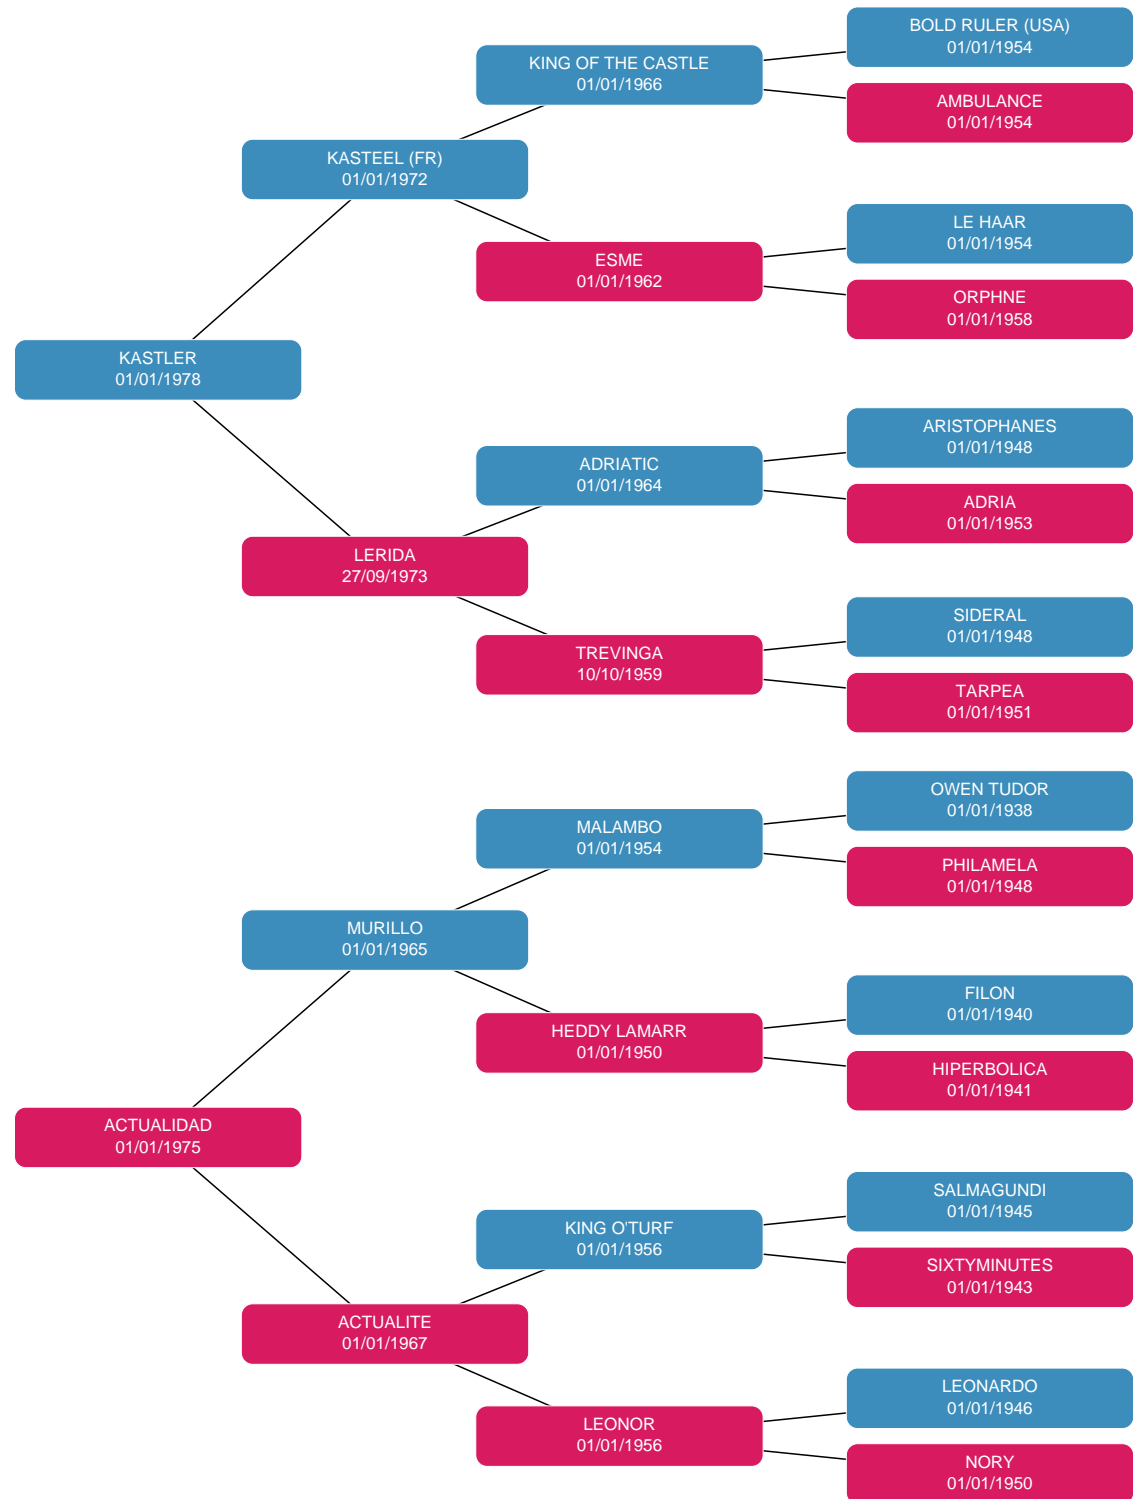 BOLD RULER (USA)
01/01/1954
KING OF THE CASTLE
01/01/1966
AMBULANCE
01/01/1954
KASTEEL (FR)
01/01/1972
LE HAAR
01/01/1954
ESME
01/01/1962
ORPHNE
01/01/1958
KASTLER
01/01/1978
ARISTOPHANES
01/01/1948
ADRIATIC
01/01/1964
ADRIA
01/01/1953
LERIDA
27/09/1973
SIDERAL
01/01/1948
TREVINGA
10/10/1959
TARPEA
01/01/1951
OWEN TUDOR
01/01/1938
MALAMBO
01/01/1954
PHILAMELA
01/01/1948
MURILLO
01/01/1965
FILON
01/01/1940
HEDDY LAMARR
01/01/1950
HIPERBOLICA
01/01/1941
ACTUALIDAD
01/01/1975
SALMAGUNDI
01/01/1945
KING O'TURF
01/01/1956
SIXTYMINUTES
01/01/1943
ACTUALITE
01/01/1967
LEONARDO
01/01/1946
LEONOR
01/01/1956
NORY
01/01/1950